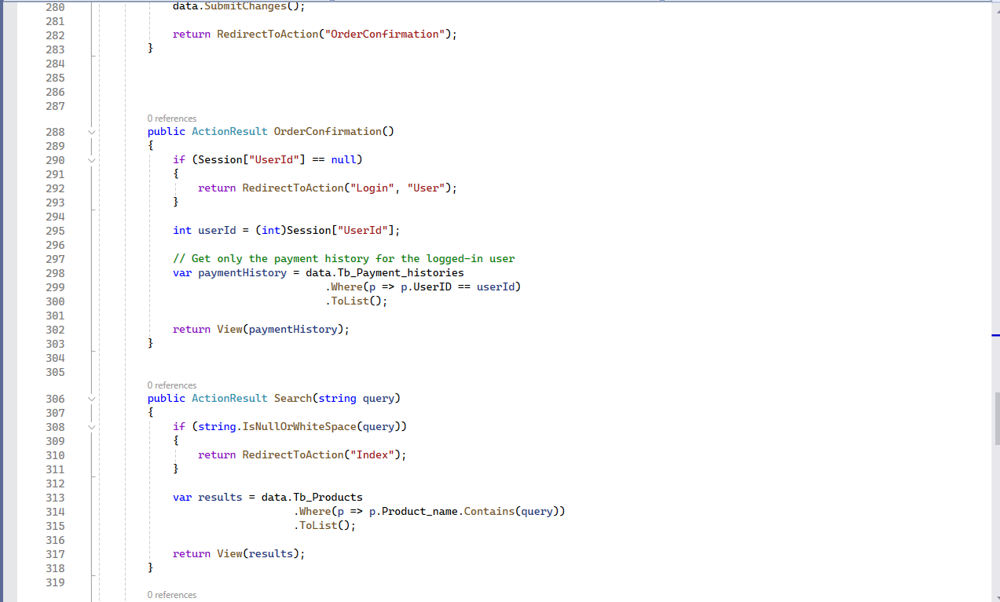 280 data.SubmitChanges();
281
282 return RedirectToAction("OrderConfirmation");
283 }
284
285
286
287
0 references
288 public ActionResult OrderConfirmation()
289 {
290 if (Session["UserId"] == null)
291 {
292 return RedirectToAction("Login", "User");
293 }
294
295 int userId = (int)Session["UserId"];
296
297 // Get only the payment history for the logged-in user
298 var paymentHistory = data.Tb_Payment_histories
299 .Where(p => p.UserID == userId)
300 .ToList();
301
302 return View(paymentHistory);
303 }
304
305
0 references
306 public ActionResult Search(string query)
307 {
308 if (string.IsNullOrWhiteSpace(query))
309 {
310 return RedirectToAction("Index");
311 }
312
313 var results = data.Tb_Products
314 .Where(p => p.Product_name.Contains(query))
315 .ToList();
316
317 return View(results);
318 }
319
0 references